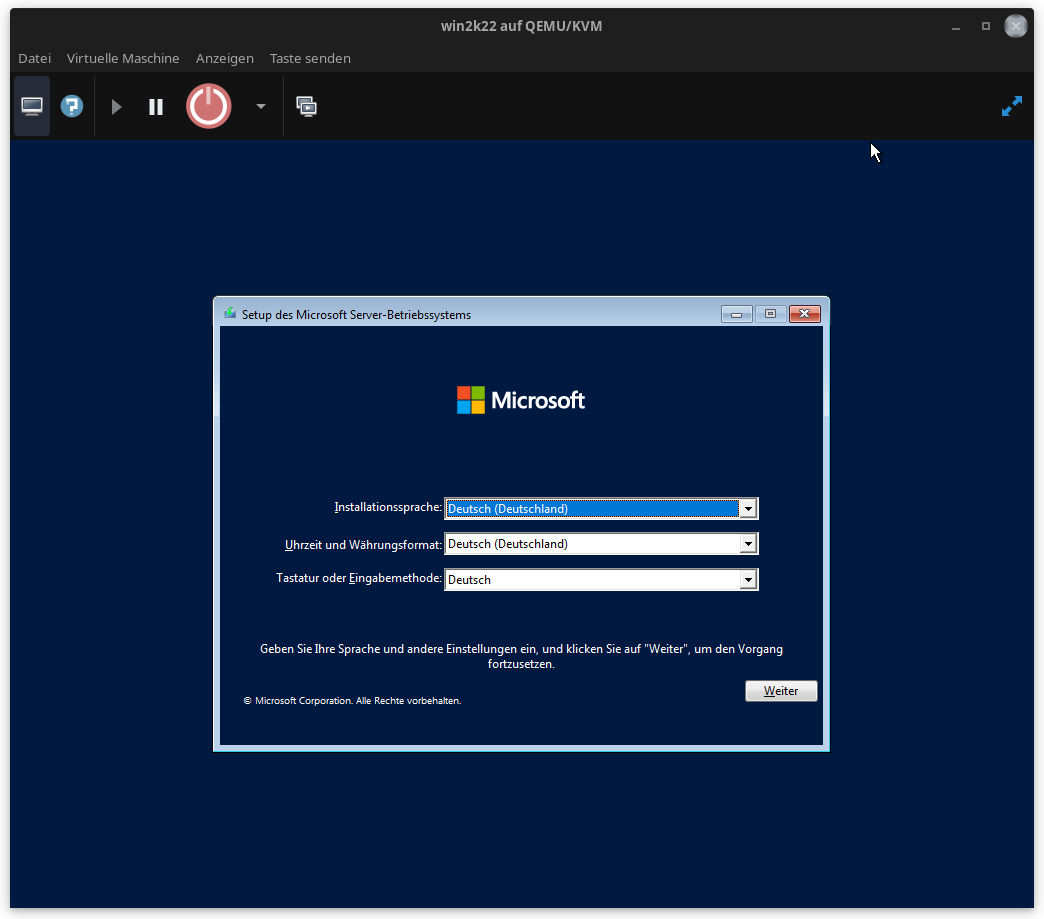 win2k22 auf QEMU/KVM
Datei Virtuelle Maschine Anzeigen Taste senden
Setup des Microsoft Server-Betriebssystems
Microsoft
Installationssprache: Deutsch (Deutschland)
Uhrzeit und Währungsformat: Deutsch (Deutschland)
Tastatur oder Eingabemethode: Deutsch
Geben Sie Ihre Sprache und andere Einstellungen ein, und klicken Sie auf "Weiter", um den Vorgang
fortzusetzen.
Weiter
© Microsoft Corporation. Alle Rechte vorbehalten.